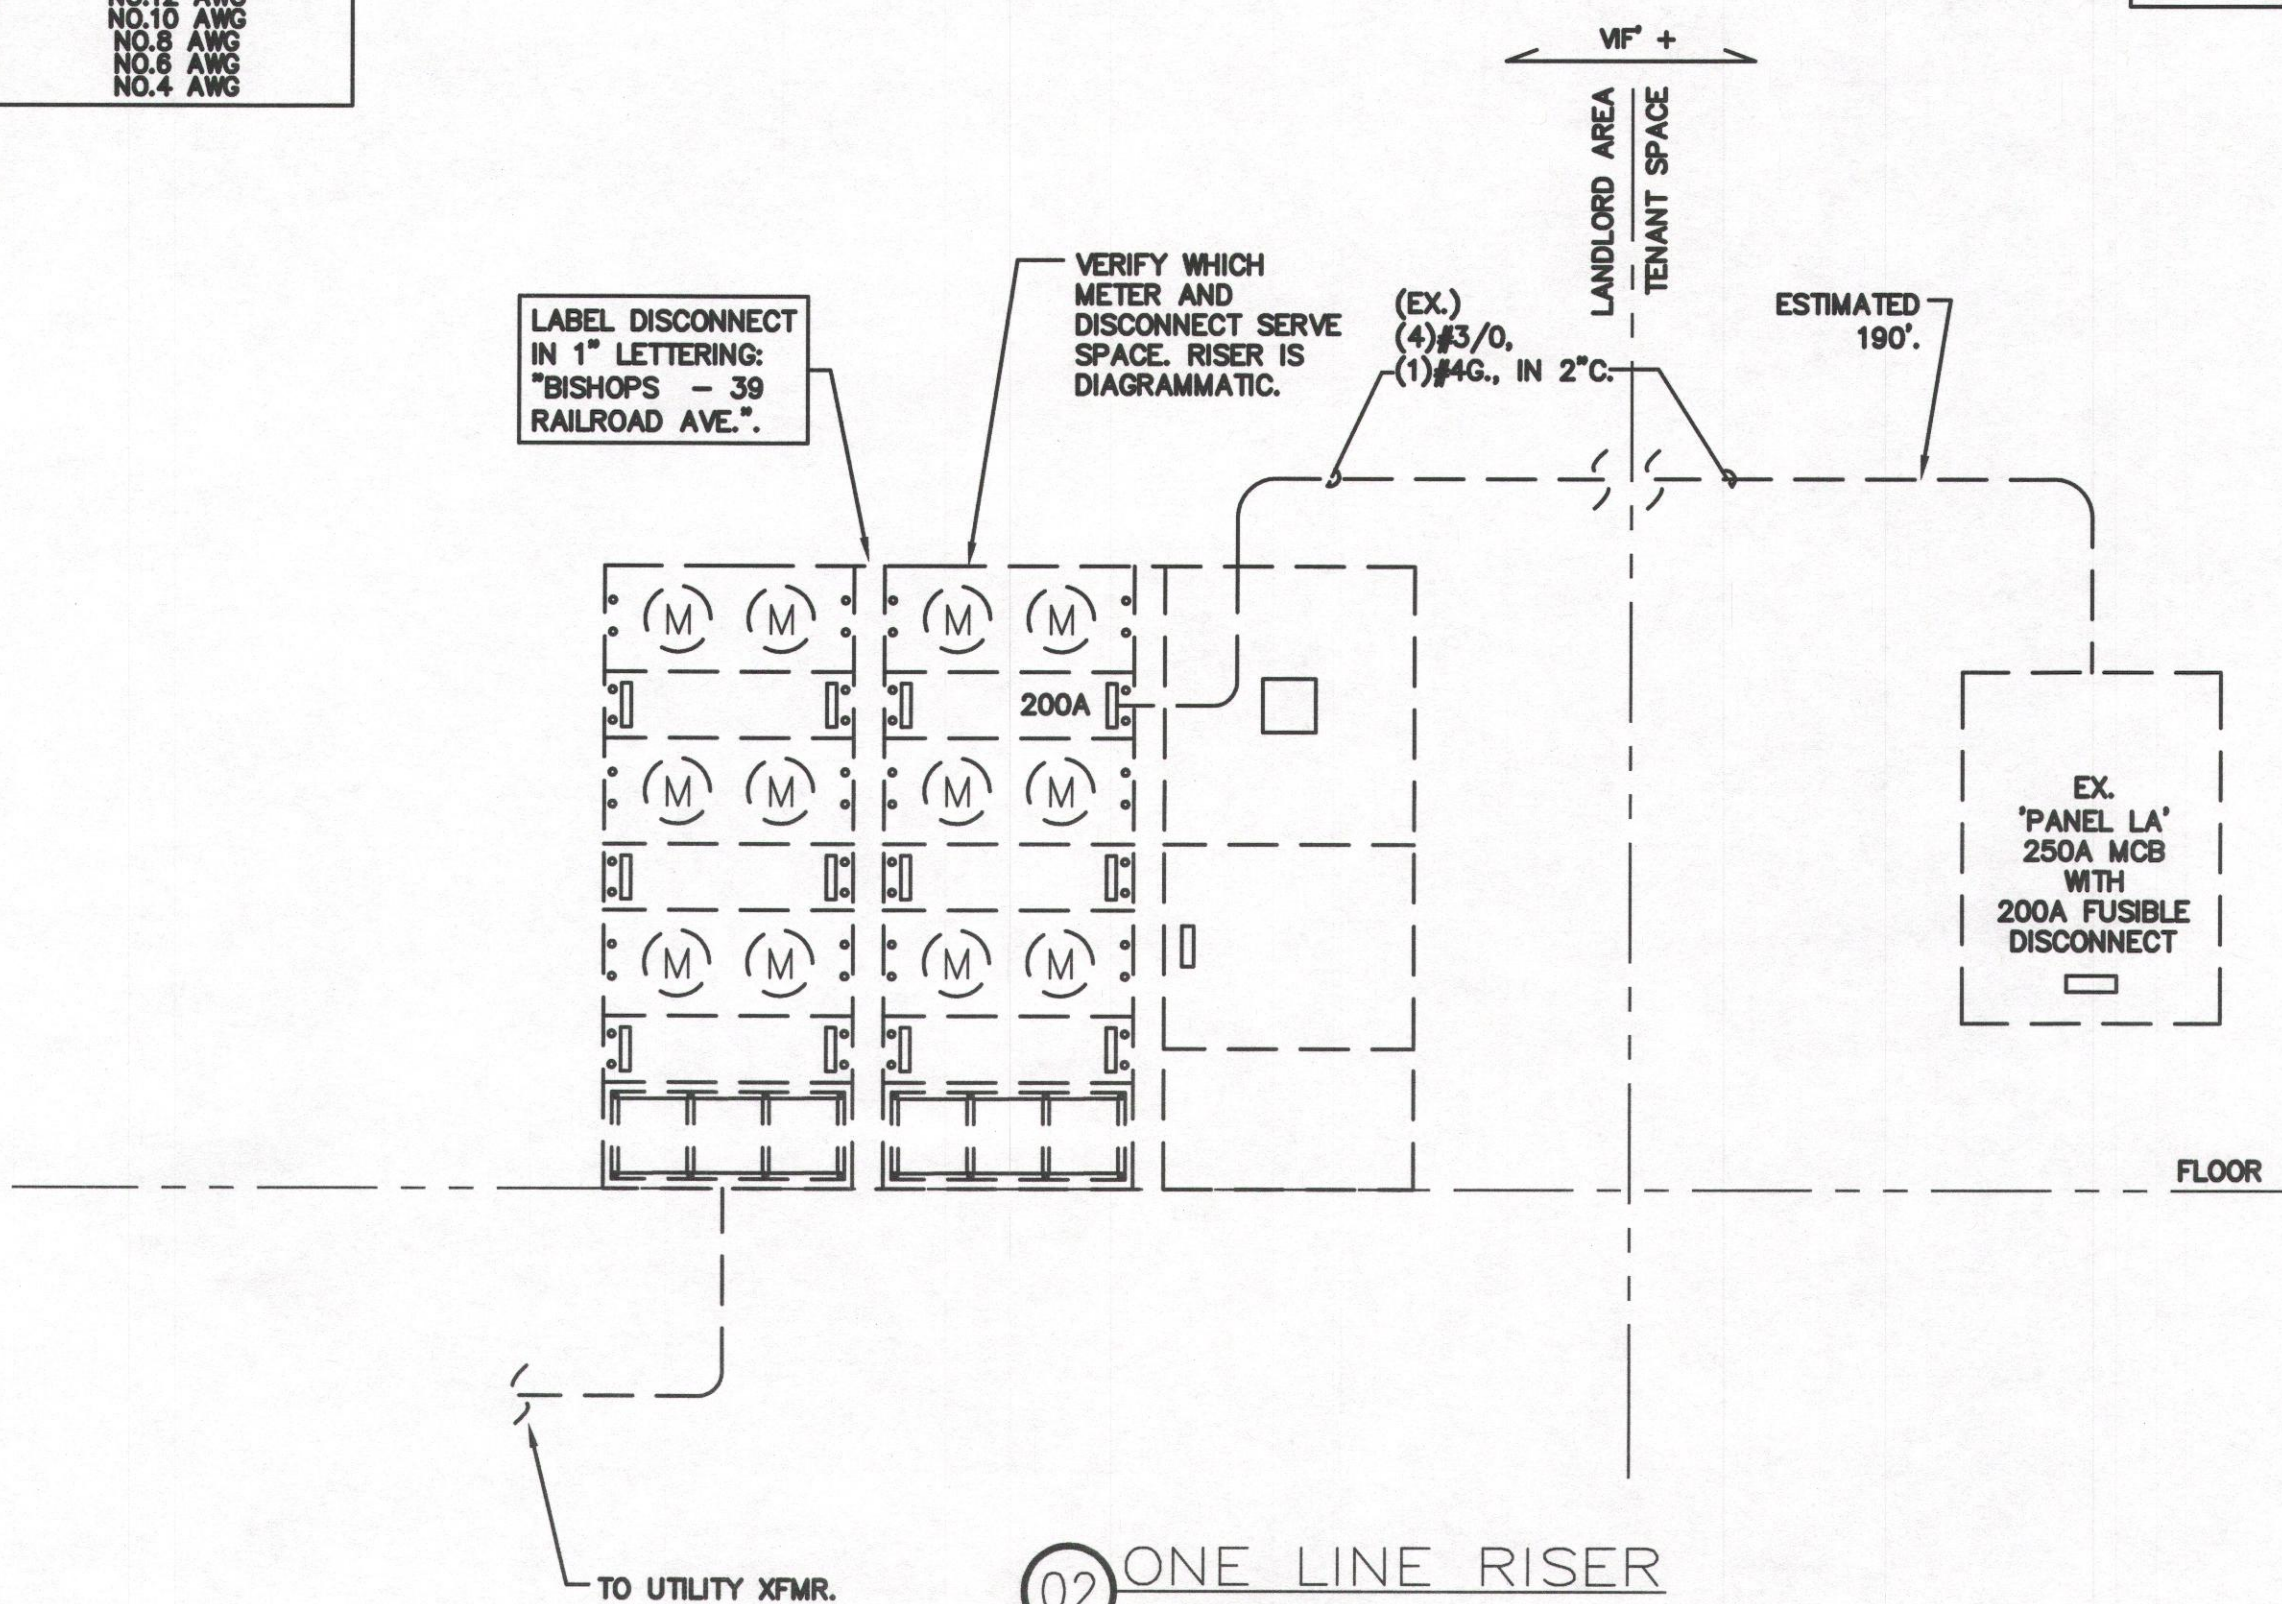 NO.12 AWG
NO.10 AWG
NO.8 AWG
NO.6 AWG
NO.4 AWG
VIF' +
LANDLORD AREA
TENANT SPACE
LABEL DISCONNECT
IN 1" LETTERING:
"BISHOPS - 39
RAILROAD AVE.".
VERIFY WHICH
METER AND
DISCONNECT SERVE
SPACE. RISER IS
DIAGRAMMATIC.
(EX.)
(4)#3/0,
(1)#4G., IN 2"C.
ESTIMATED
190'.
M M M M
200A
M M M M
M M M M
EX.
'PANEL LA'
250A MCB
WITH
200A FUSIBLE
DISCONNECT
FLOOR
TO UTILITY XFMR.
02 ONE LINE RISER